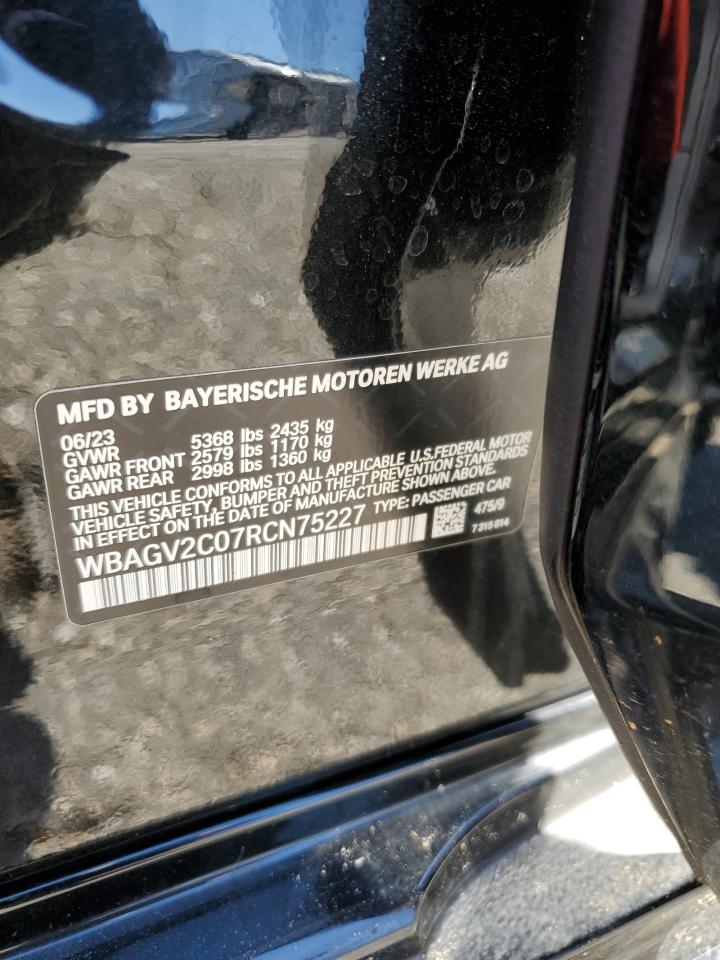 MFD BY BAYERISCHE MOTOREN WERKE AG
06/23
GVWR 5368 lbs 2435 kg
GAWR FRONT 2579 lbs 1170 kg
GAWR REAR 2998 lbs 1360 kg
THIS VEHICLE CONFORMS TO ALL APPLICABLE U.S.FEDERAL MOTOR
VEHICLE SAFETY, BUMPER AND THEFT PREVENTION STANDARDS
IN EFFECT ON THE DATE OF MANUFACTURE SHOWN ABOVE.
WBAGV2C07RCN75227 TYPE: PASSENGER CAR
475/9
7 315 014